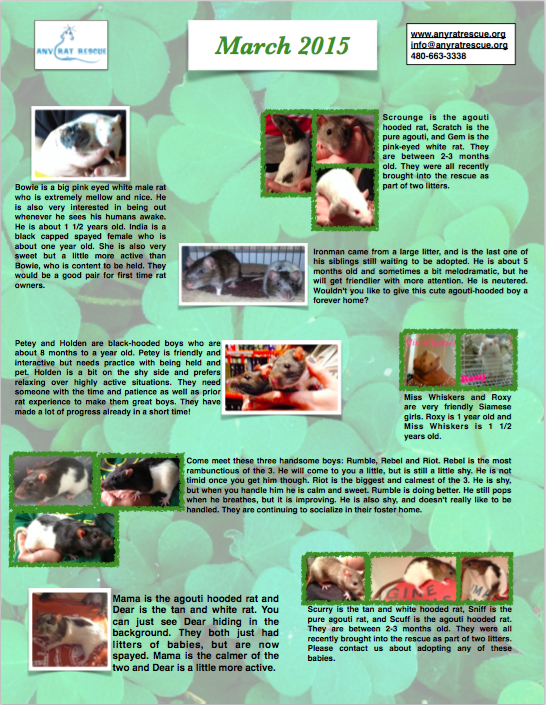 ANY RAT RESCUE
March 2015
www.anyratrescue.org
info@anyratrescue.org
480-663-3338
Scrounge is the agouti
hooded rat, Scratch is the
pure agouti, and Gem is the
pink-eyed white rat. They
are between 2-3 months
old. They were all recently
brought into the rescue as
part of two litters.
Bowie is a big pink eyed white male rat
who is extremely mellow and nice. He
is also very interested in being out
whenever he sees his humans awake.
He is about 1 1/2 years old. India is a
black capped spayed female who is
about one year old. She is also very
sweet but a little more active than
Bowie, who is content to be held. They
would be a good pair for first time rat
owners.
Ironman came from a large litter, and is the last one of
his siblings still waiting to be adopted. He is about 5
months old and sometimes a bit melodramatic, but he
will get friendlier with more attention. He is neutered.
Wouldn't you like to give this cute agouti-hooded boy a
forever home?
Petey and Holden are black-hooded boys who are
about 8 months to a year old. Petey is friendly and
interactive but needs practice with being held and
pet. Holden is a bit on the shy side and prefers
relaxing over highly active situations. They need
someone with the time and patience as well as prior
rat experience to make them great boys. They have
made a lot of progress already in a short time!
Miss Whiskers and Roxy
are very friendly Siamese
girls. Roxy is 1 year old and
Miss Whiskers is 1 1/2
years old.
Come meet these three handsome boys: Rumble, Rebel and Riot. Rebel is the most
rambunctious of the 3. He will come to you a little, but is still a little shy. He is not
timid once you get him though. Riot is the biggest and calmest of the 3. He is shy,
but when you handle him he is calm and sweet. Rumble is doing better. He still pops
when he breathes, but it is improving. He is also shy, and doesn't really like to be
handled. They are continuing to socialize in their foster home.
Mama is the agouti hooded rat and
Dear is the tan and white rat. You
can just see Dear hiding in the
background. They both just had
litters of babies, but are now
spayed. Mama is the calmer of the
two and Dear is a little more active.
Scurry is the tan and white hooded rat, Sniff is the
pure agouti rat, and Scuff is the agouti hooded rat.
They are between 2-3 months old. They were all
recently brought into the rescue as part of two litters.
Please contact us about adopting any of these
babies.